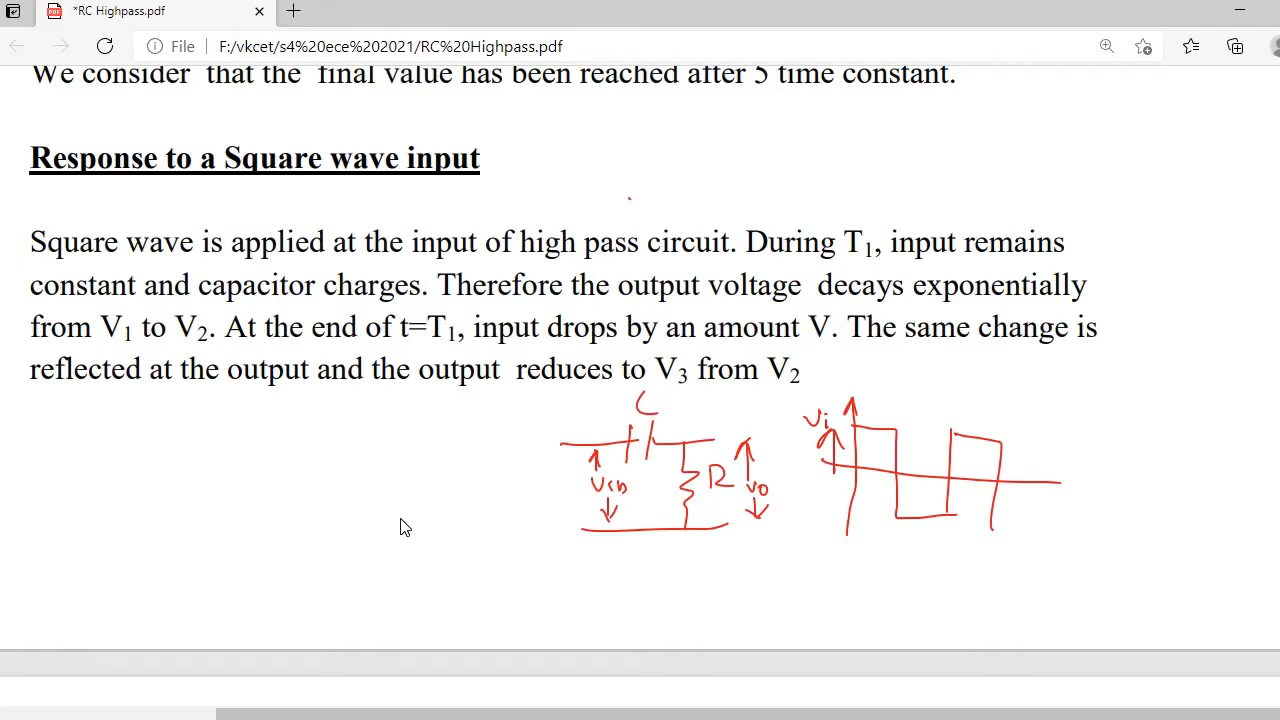 *RC Highpass.pdf
File F:/vkcet/s4%20ece%202021/RC%20Highpass.pdf
We consider that the final value has been reached after 5 time constant.
Response to a Square wave input
Square wave is applied at the input of high pass circuit. During T₁, input remains
constant and capacitor charges. Therefore the output voltage decays exponentially
from V₁ to V₂. At the end of t=T₁, input drops by an amount V. The same change is
reflected at the output and the output reduces to V₃ from V₂
C
Vi
R
Vo